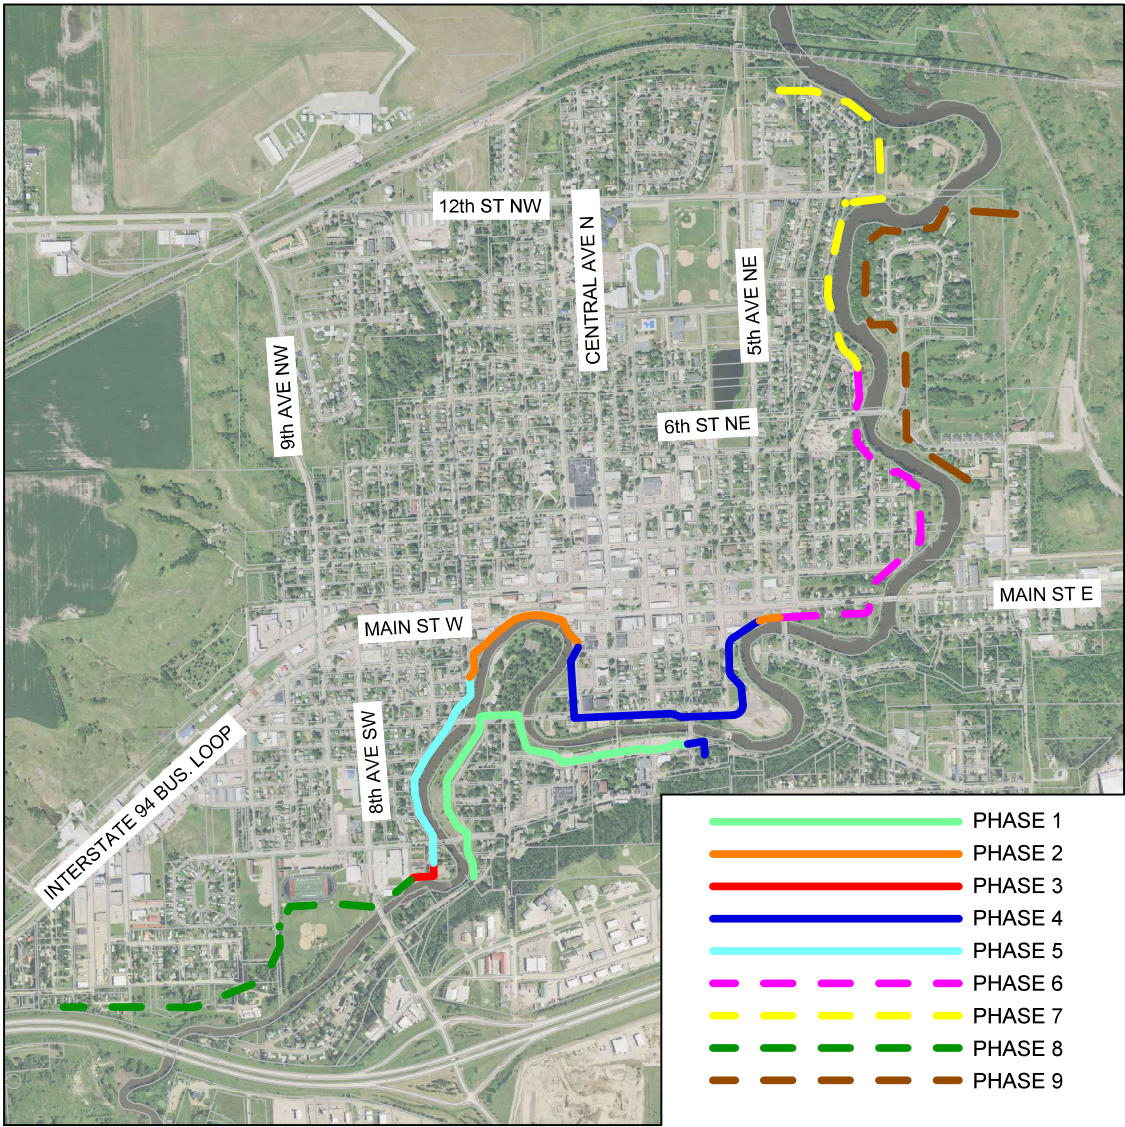 12th ST NW
CENTRAL AVE N
5th AVE NE
9th AVE NW
6th ST NE
MAIN ST E
MAIN ST W
8th AVE SW
INTERSTATE 94 BUS. LOOP
PHASE 1
PHASE 2
PHASE 3
PHASE 4
PHASE 5
PHASE 6
PHASE 7
PHASE 8
PHASE 9